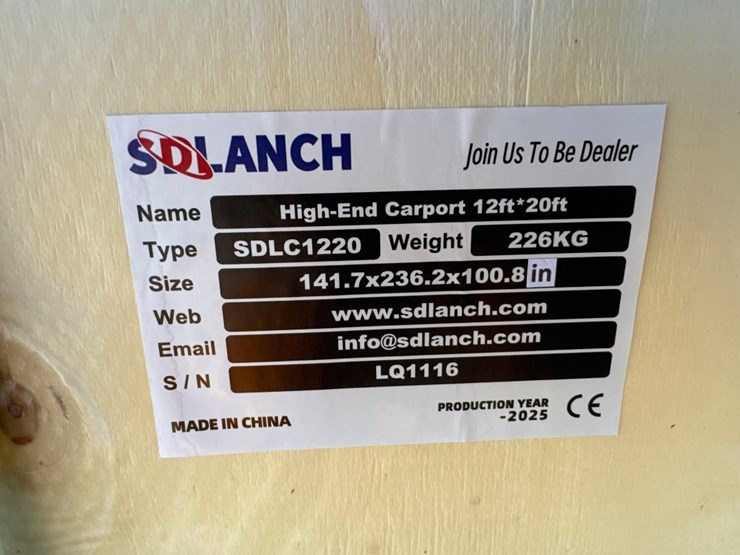 SDLANCH
Join Us To Be Dealer
Name High-End Carport 12ft*20ft
Type SDLC1220 Weight 226KG
Size 141.7x236.2x100.8 in
Web www.sdlanch.com
Email info@sdlanch.com
S / N LQ1116
MADE IN CHINA
PRODUCTION YEAR
-2025
CE